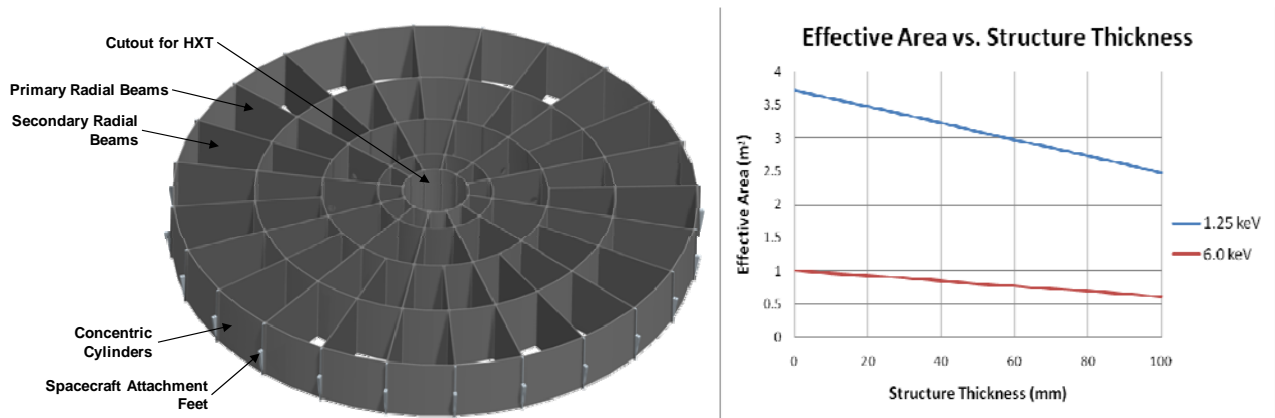 Cutout for HXT
Primary Radial Beams
Secondary Radial
Beams
Concentric
Cylinders
Spacecraft Attachment
Feet
Effective Area vs. Structure Thickness
4
3.5
3
2.5
2
1.5
1
0.5
0
Effective Area (m²)
0 20 40 60 80 100
Structure Thickness (mm)
1.25 keV
6.0 keV